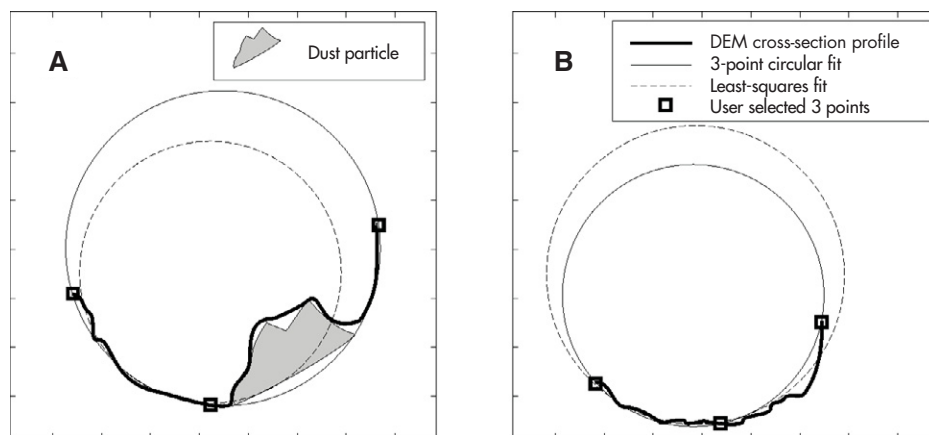 A
Dust particle
B
DEM cross-section profile
3-point circular fit
Least-squares fit
User selected 3 points